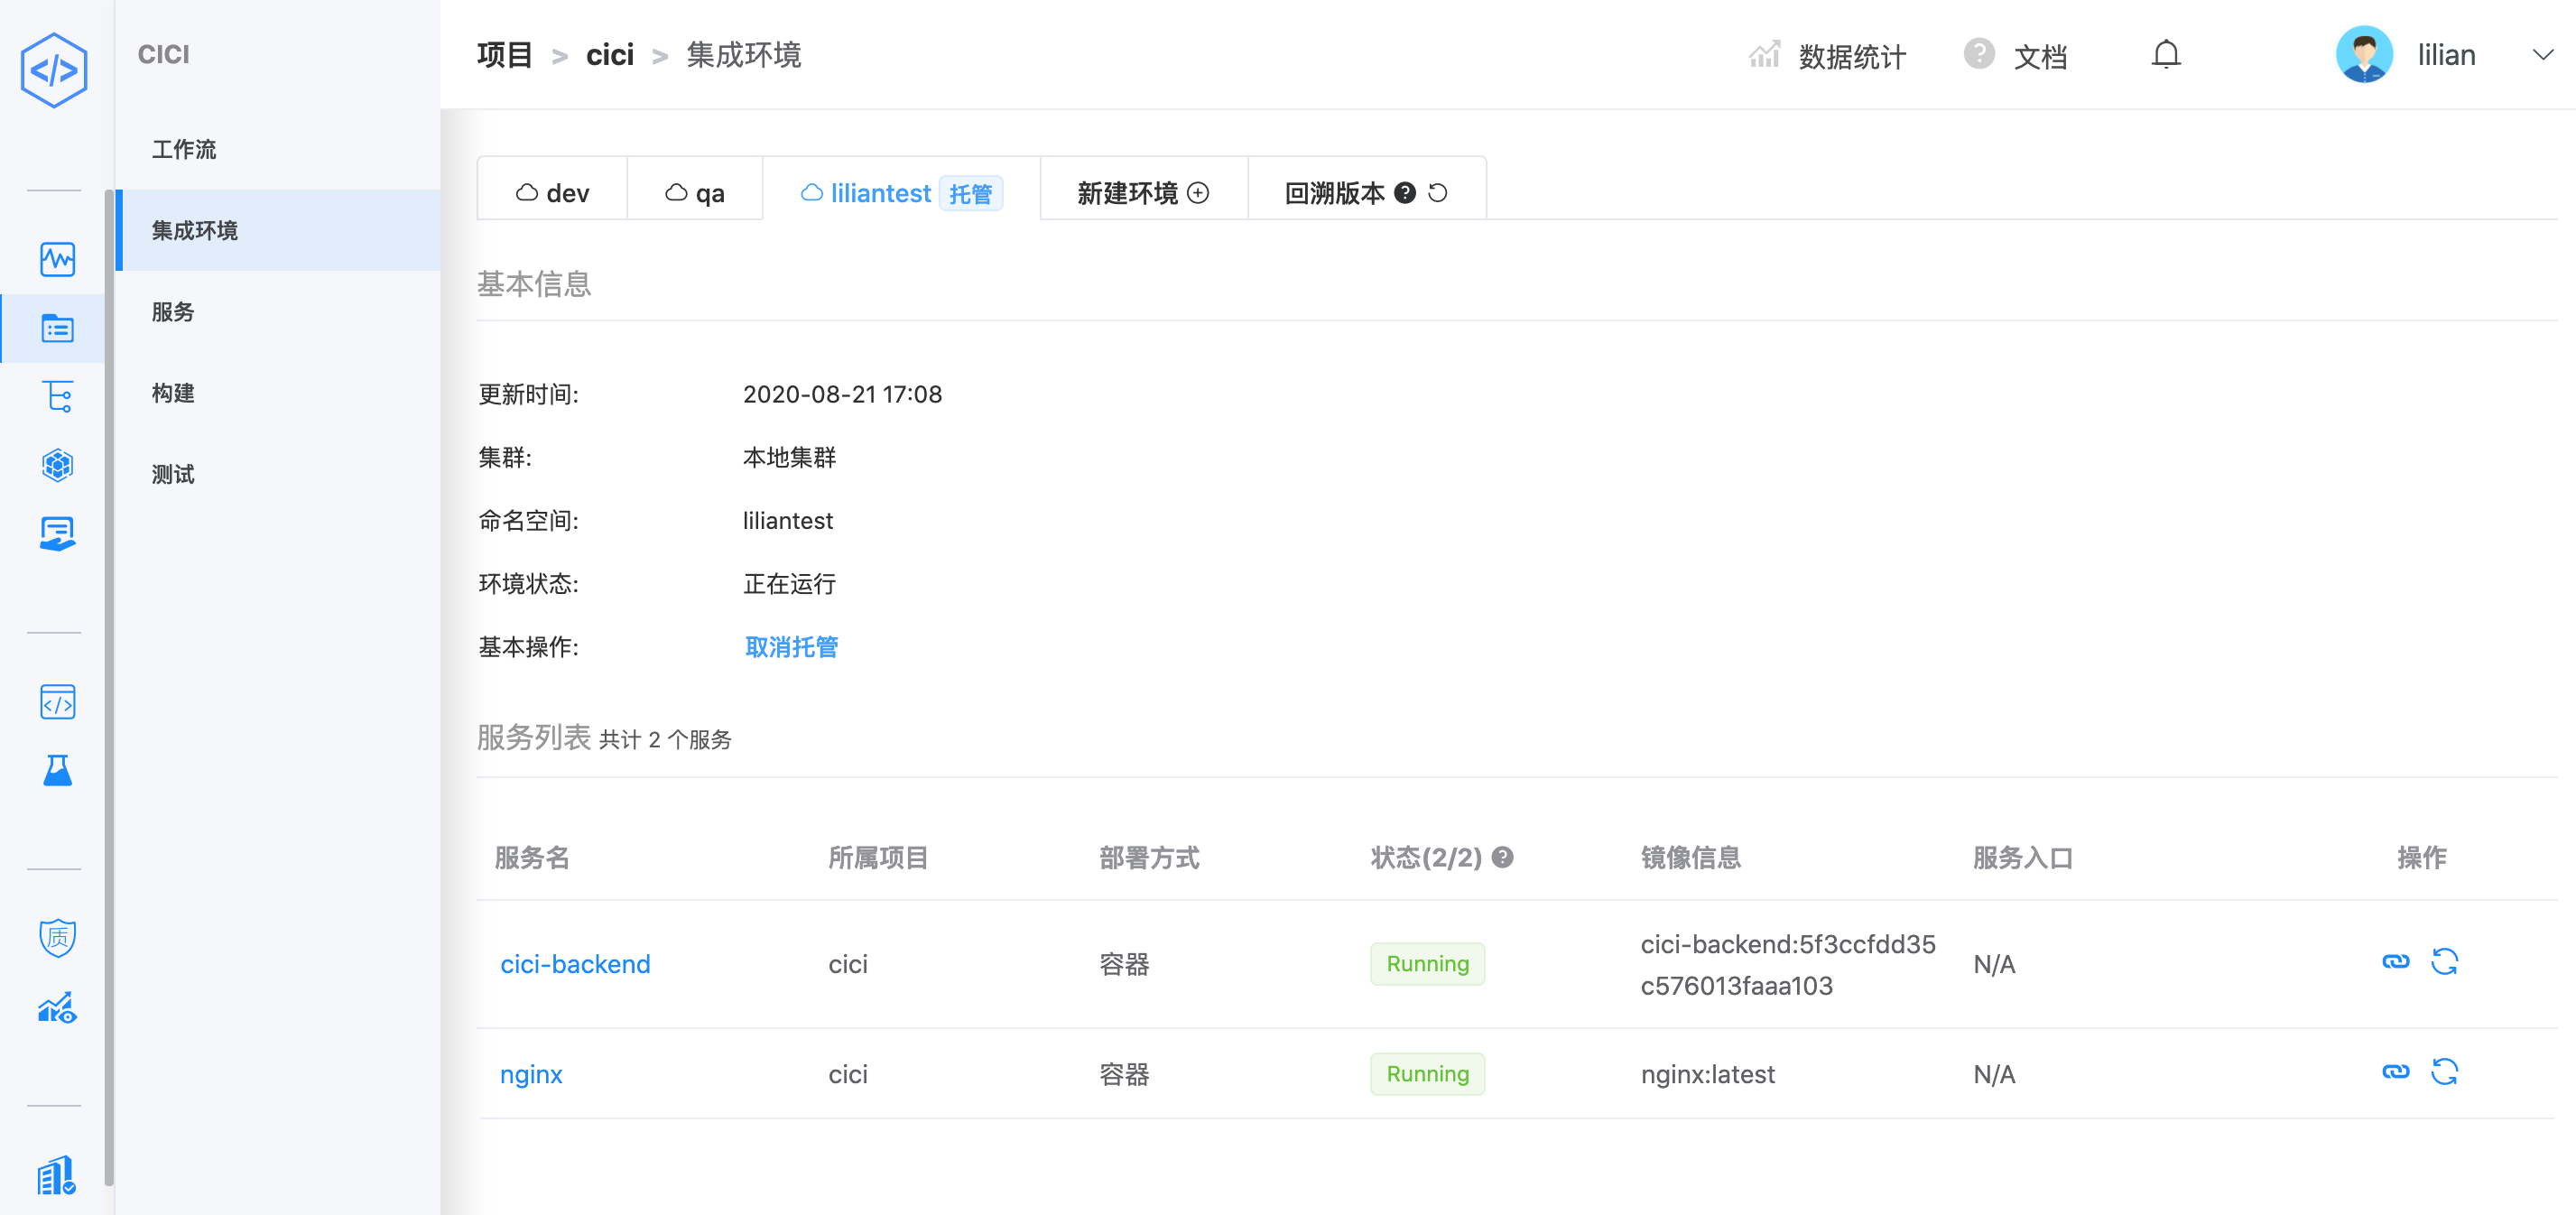 CICI
工作流
集成环境
服务
构建
测试
项目 > cici > 集成环境
数据统计
文档
lilian
dev
qa
liliantest 托管
新建环境
回溯版本
基本信息
更新时间: 2020-08-21 17:08
集群: 本地集群
命名空间: liliantest
环境状态: 正在运行
基本操作: 取消托管
服务列表 共计 2 个服务
服务名 所属项目 部署方式 状态(2/2) 镜像信息 服务入口 操作
cici-backend cici 容器 Running cici-backend:5f3ccfdd35
c576013faaa103 N/A
nginx cici 容器 Running nginx:latest N/A
质